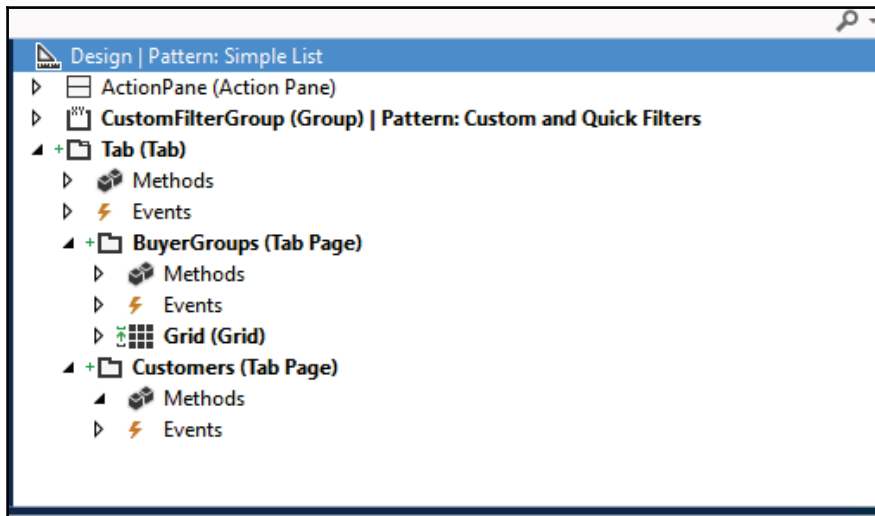 Design | Pattern: Simple List
ActionPane (Action Pane)
CustomFilterGroup (Group) | Pattern: Custom and Quick Filters
Tab (Tab)
Methods
Events
BuyerGroups (Tab Page)
Methods
Events
Grid (Grid)
Customers (Tab Page)
Methods
Events